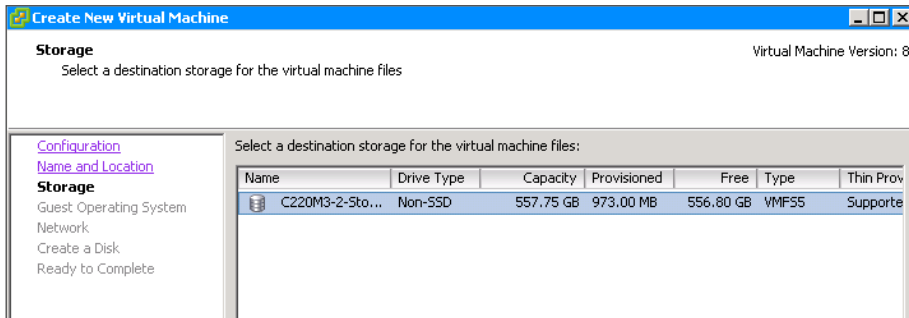 Create New Virtual Machine
Storage
Virtual Machine Version: 8
Select a destination storage for the virtual machine files
Configuration
Name and Location
Storage
Guest Operating System
Network
Create a Disk
Ready to Complete
Select a destination storage for the virtual machine files:
Name Drive Type Capacity Provisioned Free Type Thin Prov
C220M3-2-Sto... Non-SSD 557.75 GB 973.00 MB 556.80 GB VMFS5 Supporte